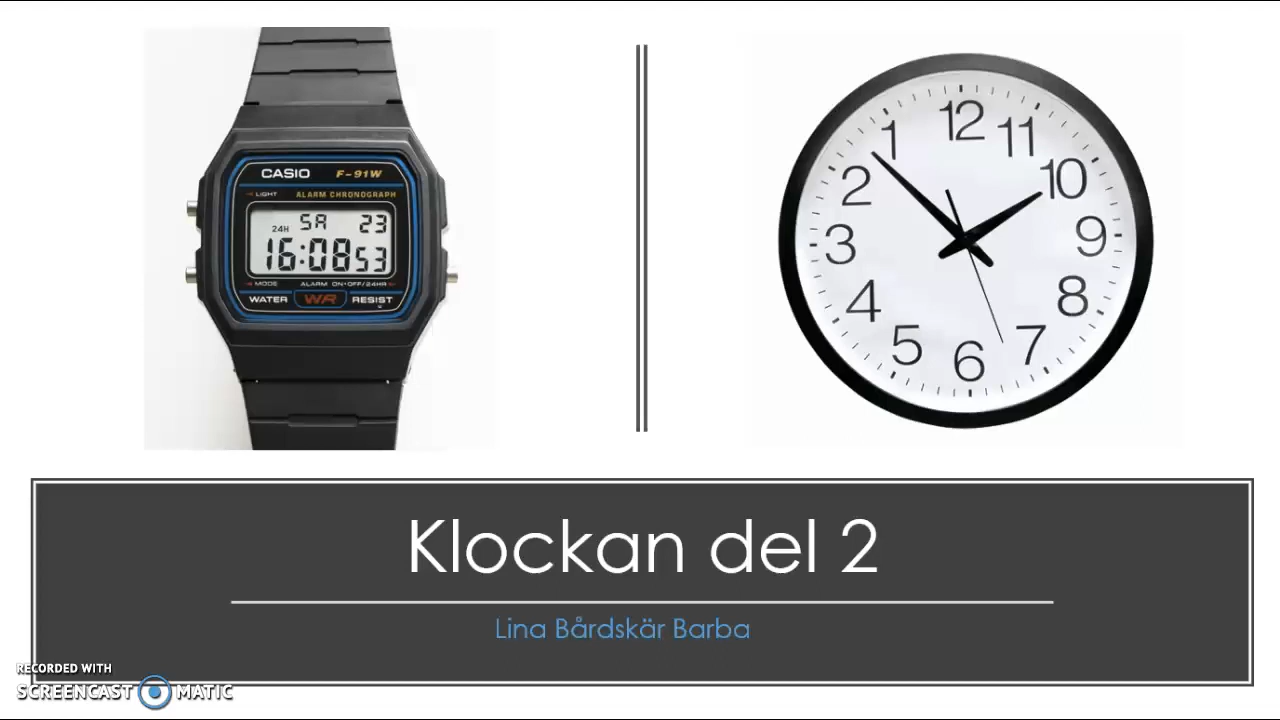 CASIO F-91W
LIGHT ALARM CHRONOGRAPH
24H SA 23
16:08 53
MODE ALARM ON•OFF/24HR
WATER WR RESIST
12
11
10
9
8
7
6
5
4
3
2
1
Klockan del 2
Lina Bårdskär Barba
RECORDED WITH
SCREENCAST MATIC